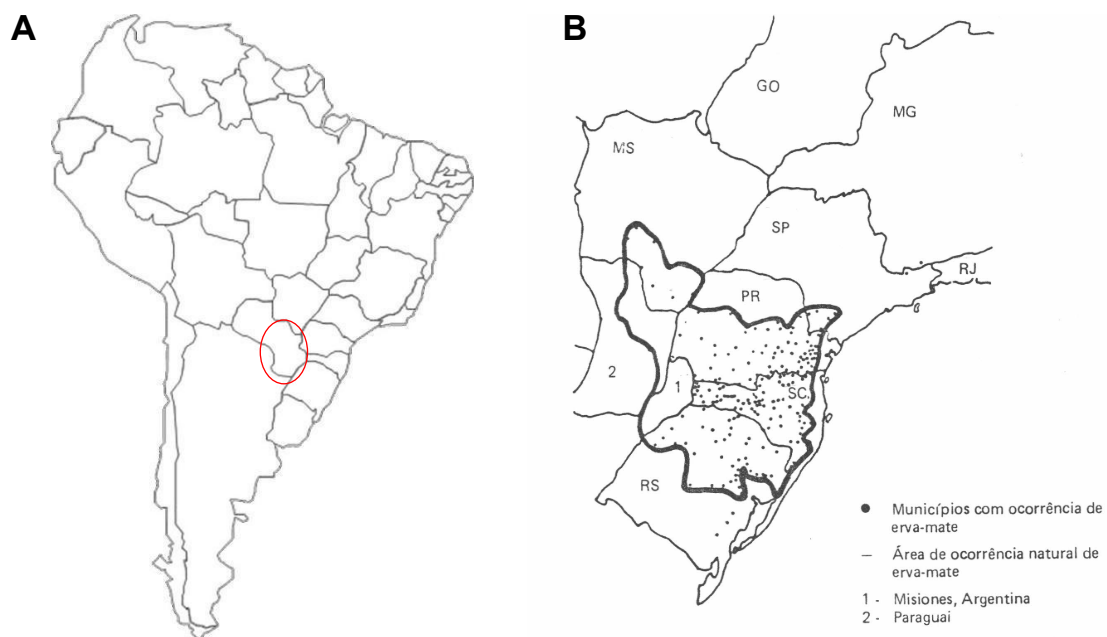 A
B
GO
MG
MS
SP
RJ
PR
2
1
SC
RS
● Municípios com ocorrência de
erva-mate
— Área de ocorrência natural de
erva-mate
1 - Misiones, Argentina
2 - Paraguai